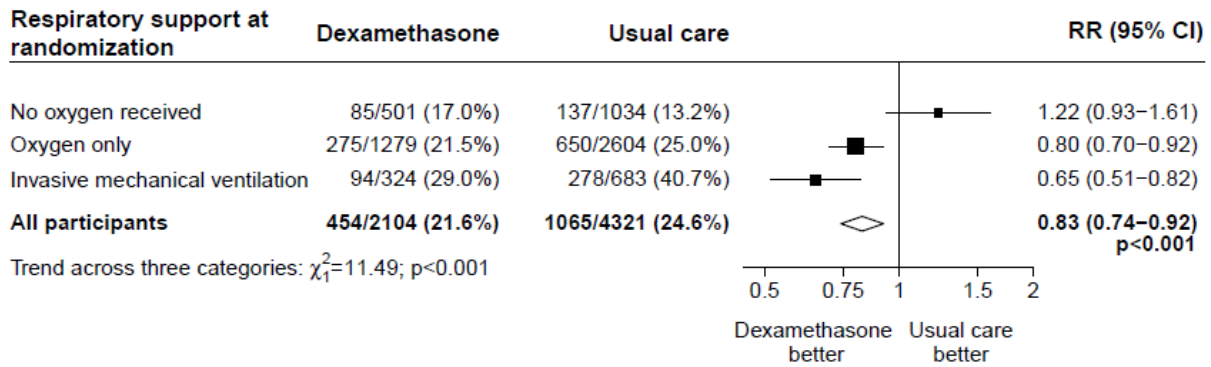 Respiratory support at randomization Dexamethasone Usual care RR (95% CI)
No oxygen received 85/501 (17.0%) 137/1034 (13.2%) 1.22 (0.93−1.61)
Oxygen only 275/1279 (21.5%) 650/2604 (25.0%) 0.80 (0.70−0.92)
Invasive mechanical ventilation 94/324 (29.0%) 278/683 (40.7%) 0.65 (0.51−0.82)
All participants 454/2104 (21.6%) 1065/4321 (24.6%) 0.83 (0.74−0.92)
p<0.001
Trend across three categories: χ²₁=11.49; p<0.001
0.5 0.75 1 1.5 2
Dexamethasone better Usual care better